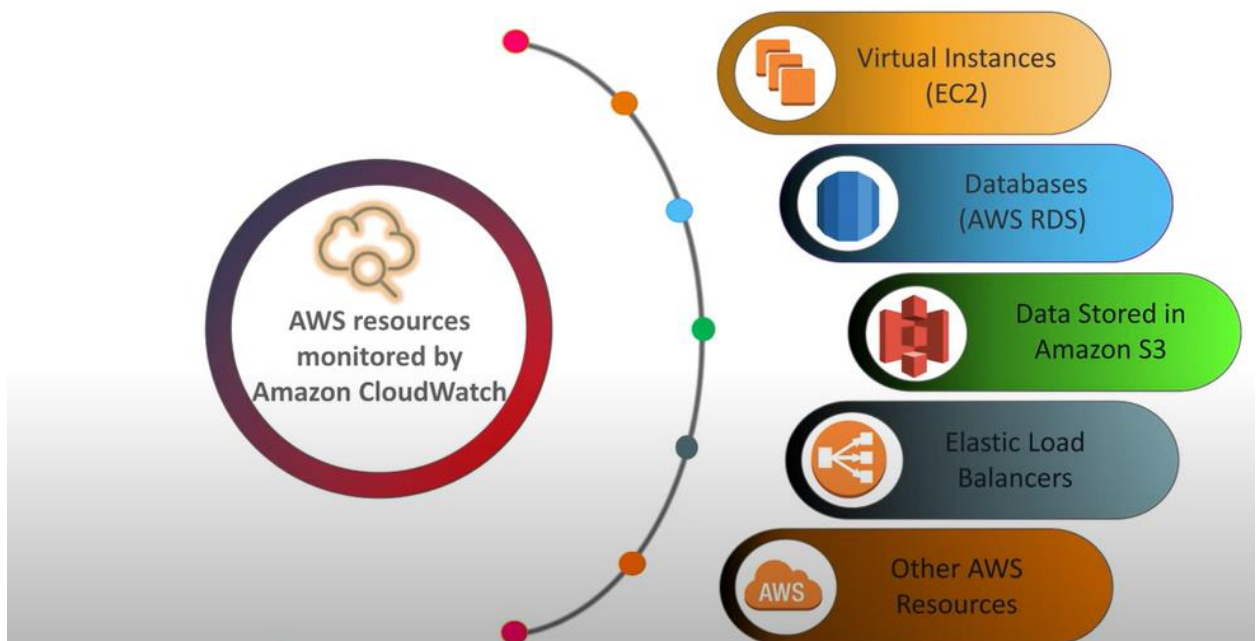 AWS resources
monitored by
Amazon CloudWatch
Virtual Instances
(EC2)
Databases
(AWS RDS)
Data Stored in
Amazon S3
Elastic Load
Balancers
AWS
Other AWS
Resources